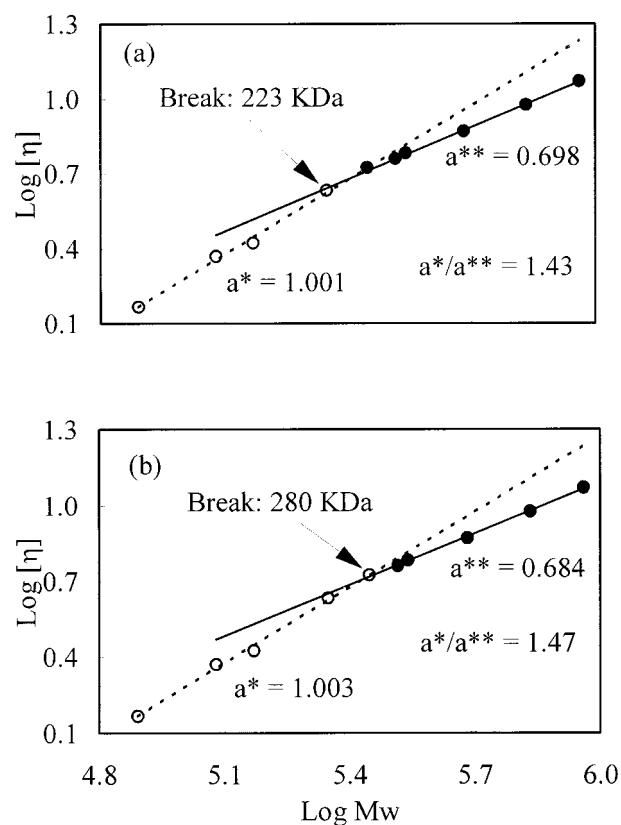 1.3
(a)
Break: 223 KDa
1.0
Log [η]
0.7
a** = 0.698
0.4
a* = 1.001
a*/a** = 1.43
0.1
1.3
(b)
Break: 280 KDa
1.0
Log [η]
0.7
a** = 0.684
0.4
a* = 1.003
a*/a** = 1.47
0.1
4.8 5.1 5.4 5.7 6.0
Log Mw